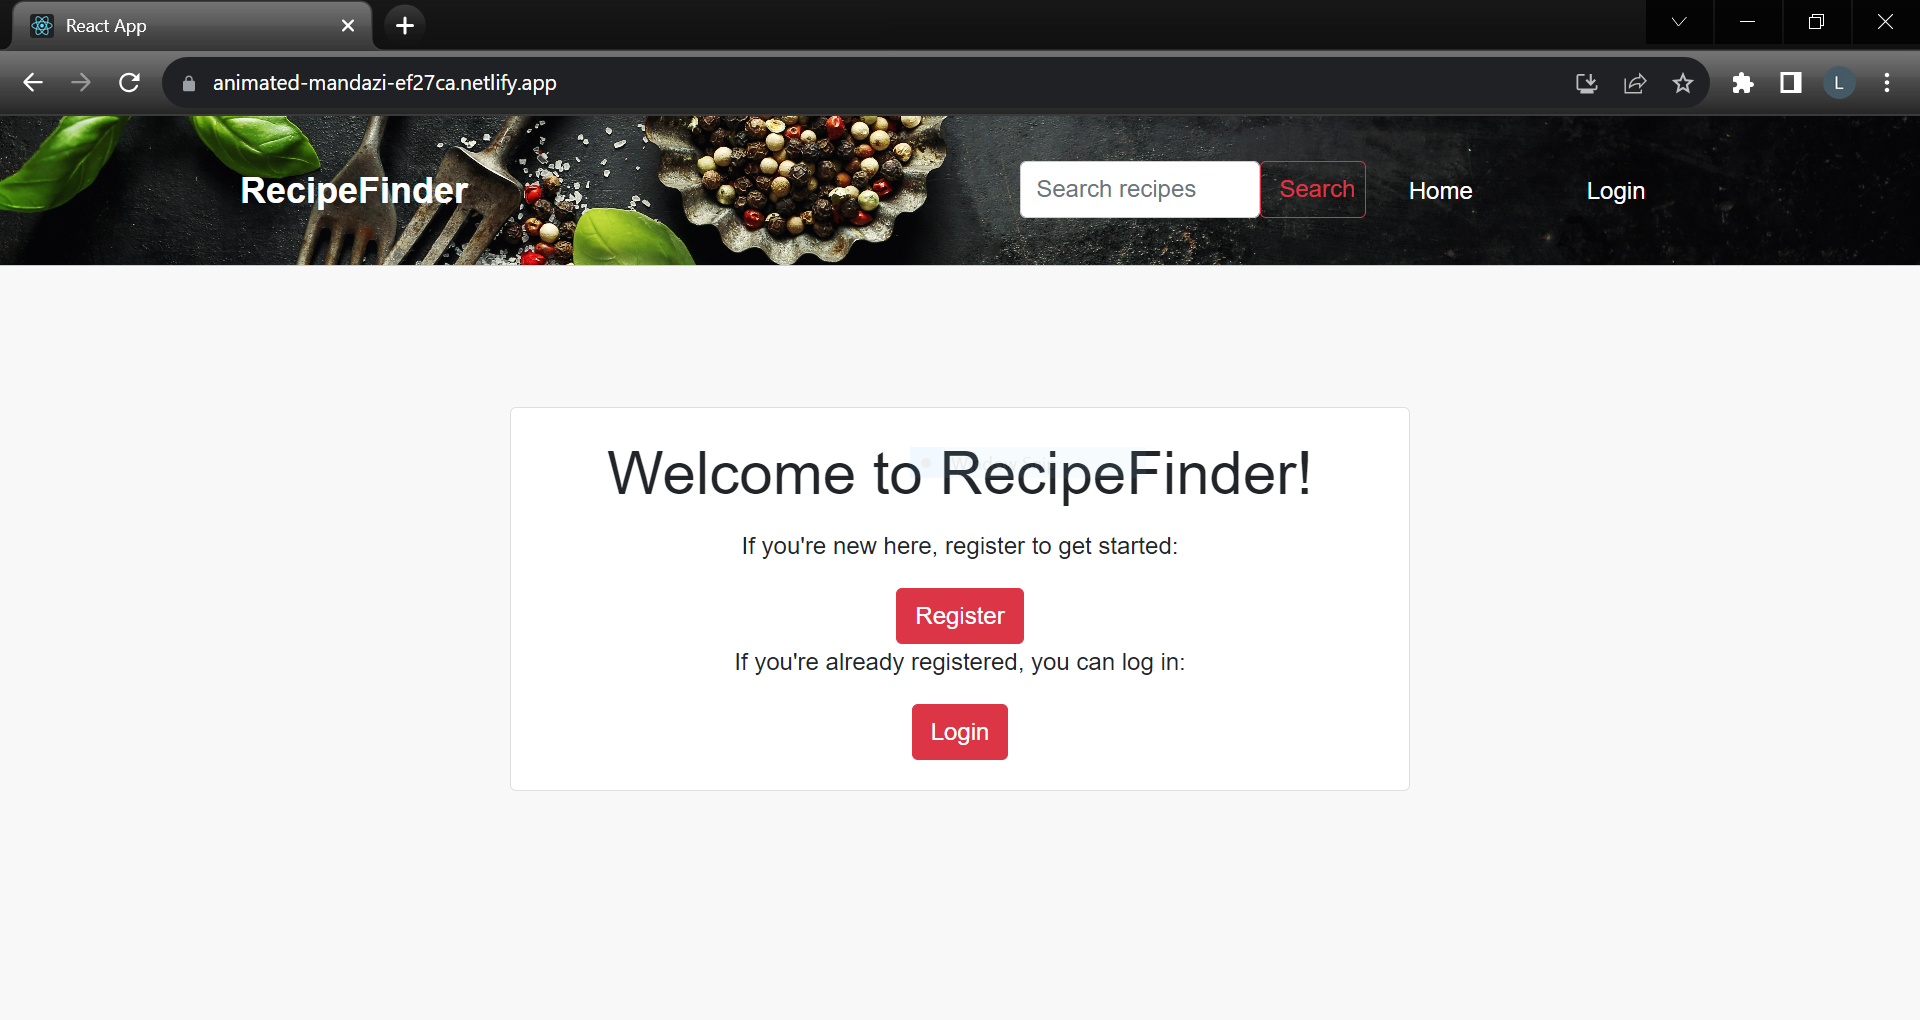 React App
animated-mandazi-ef27ca.netlify.app
L
RecipeFinder
Search recipes
Search
Home
Login
Welcome to RecipeFinder!
If you're new here, register to get started:
Register
If you're already registered, you can log in:
Login